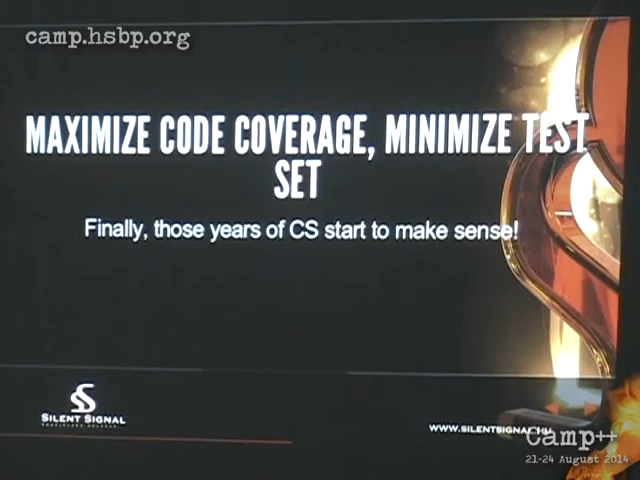 camp.hsbp.org
MAXIMIZE CODE COVERAGE, MINIMIZE TEST
SET
Finally, those years of CS start to make sense!
SILENT SIGNAL
WWW.SILENTSIGNAL.HU
Camp++
21-24 August 2014